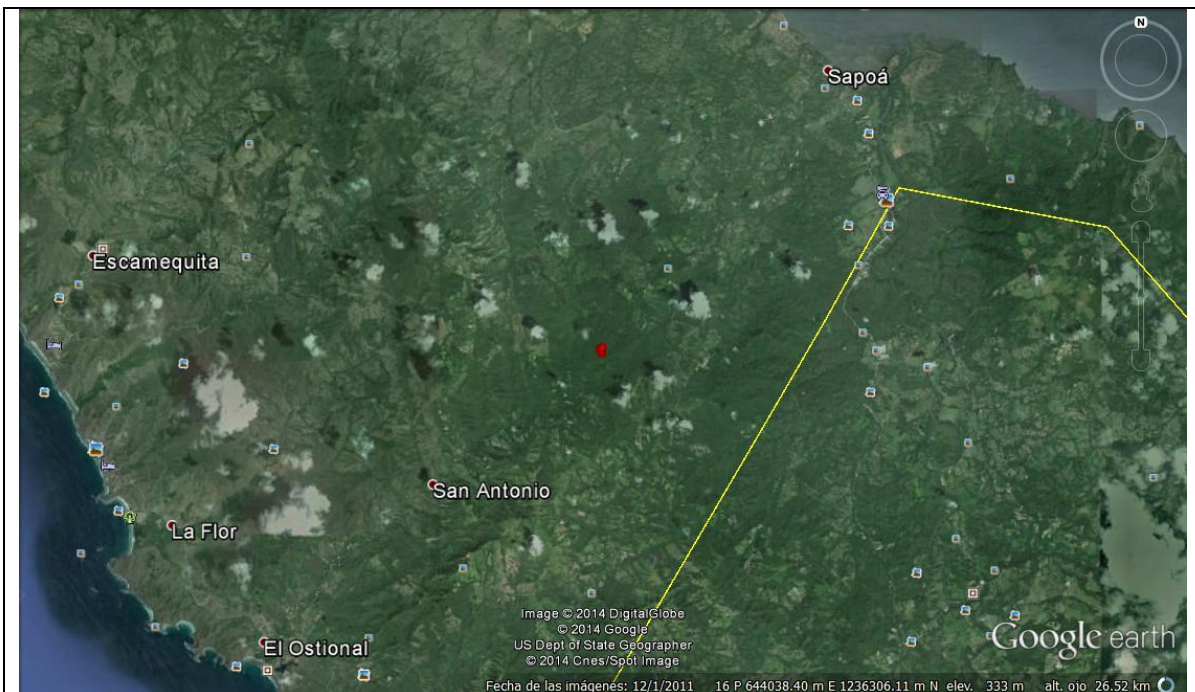 N
Sapoá
Escamequita
San Antonio
La Flor
El Ostional
Image © 2014 DigitalGlobe
© 2014 Google
US Dept of State Geographer
© 2014 Cnes/Spot Image
Google earth
Fecha de las imágenes: 12/1/2011 16 P 644038.40 m E 1236306.11 m N elev. 333 m alt. ojo 26.52 km